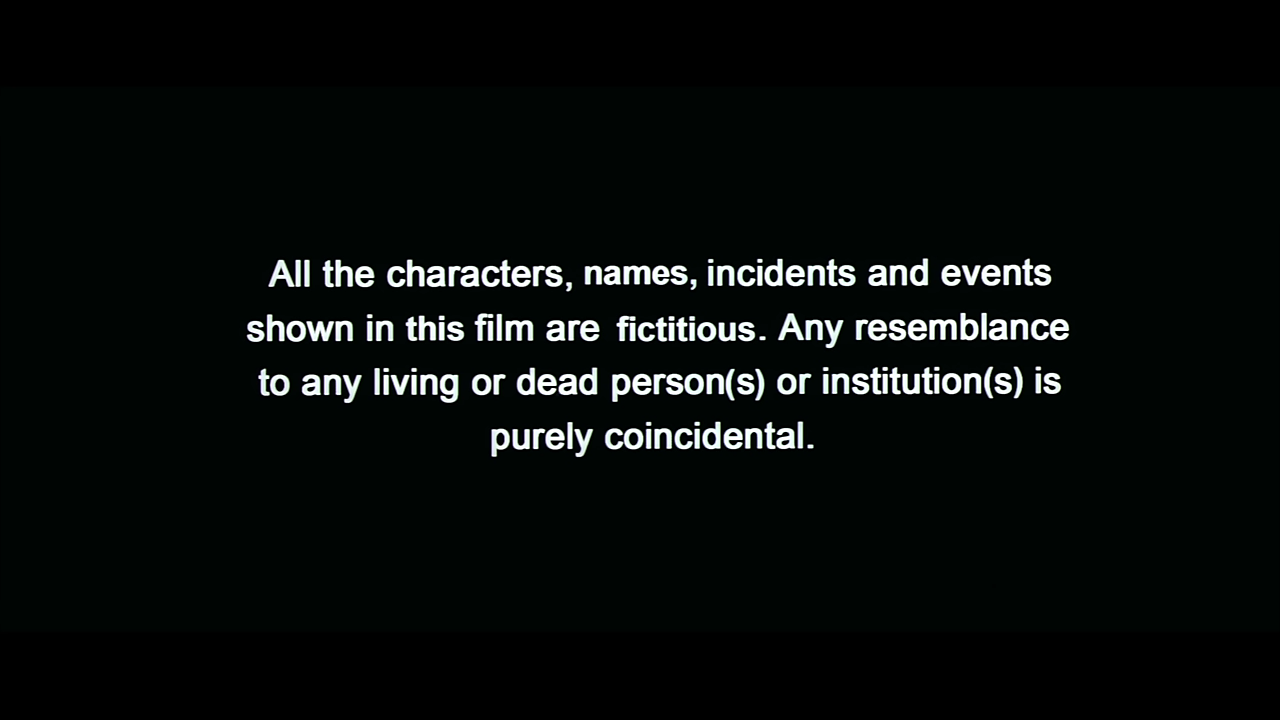 All the characters, names, incidents and events
shown in this film are fictitious. Any resemblance
to any living or dead person(s) or institution(s) is
purely coincidental.